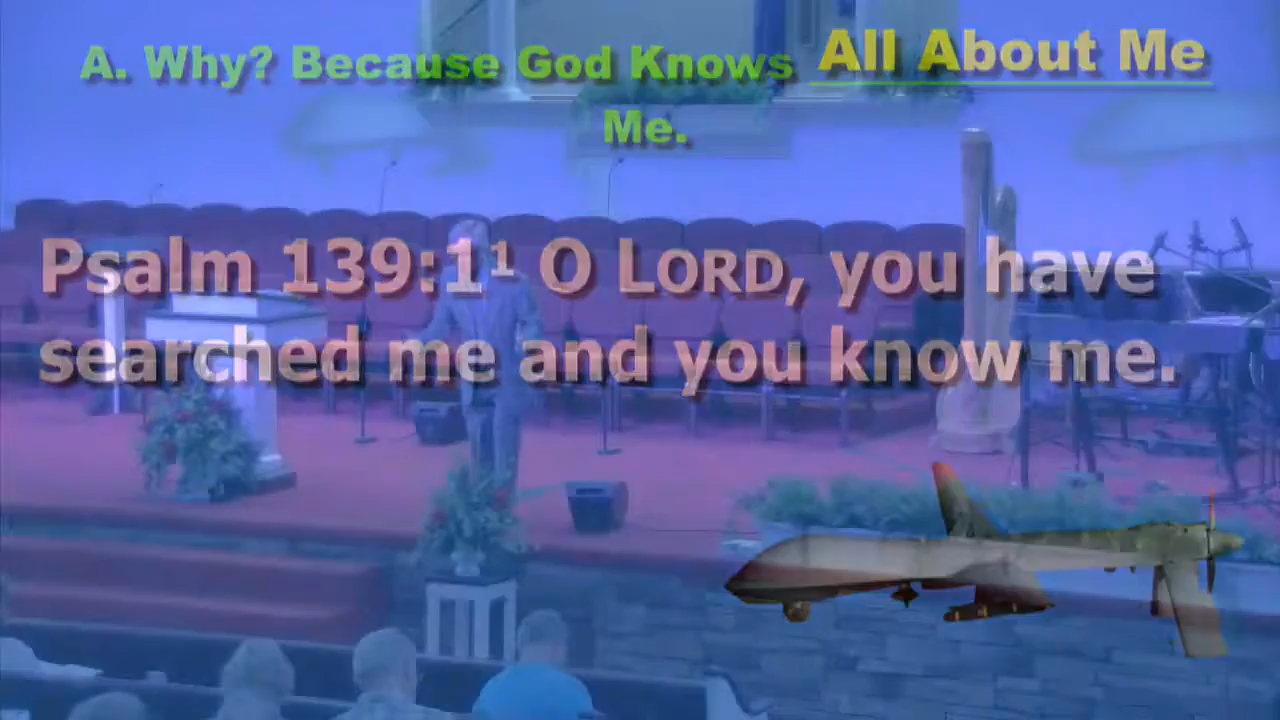 A. Why? Because God Knows All About Me
Me.
Psalm 139:1¹ O LORD, you have
searched me and you know me.